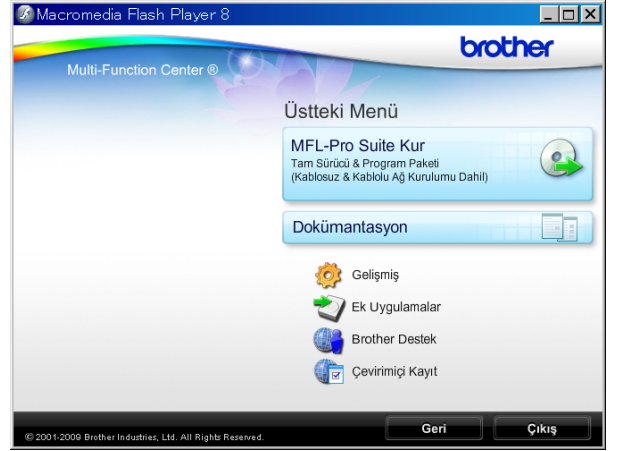 Macromedia Flash Player 8
brother
Multi-Function Center ®
Üstteki Menü
MFL-Pro Suite Kur
Tam Sürücü & Program Paketi
(Kablosuz & Kablolu Ağ Kurulumu Dahil)
Dokümantasyon
Gelişmiş
Ek Uygulamalar
Brother Destek
Çevirimiçi Kayıt
© 2001-2009 Brother Industries, Ltd. All Rights Reserved.
Geri
Çıkış